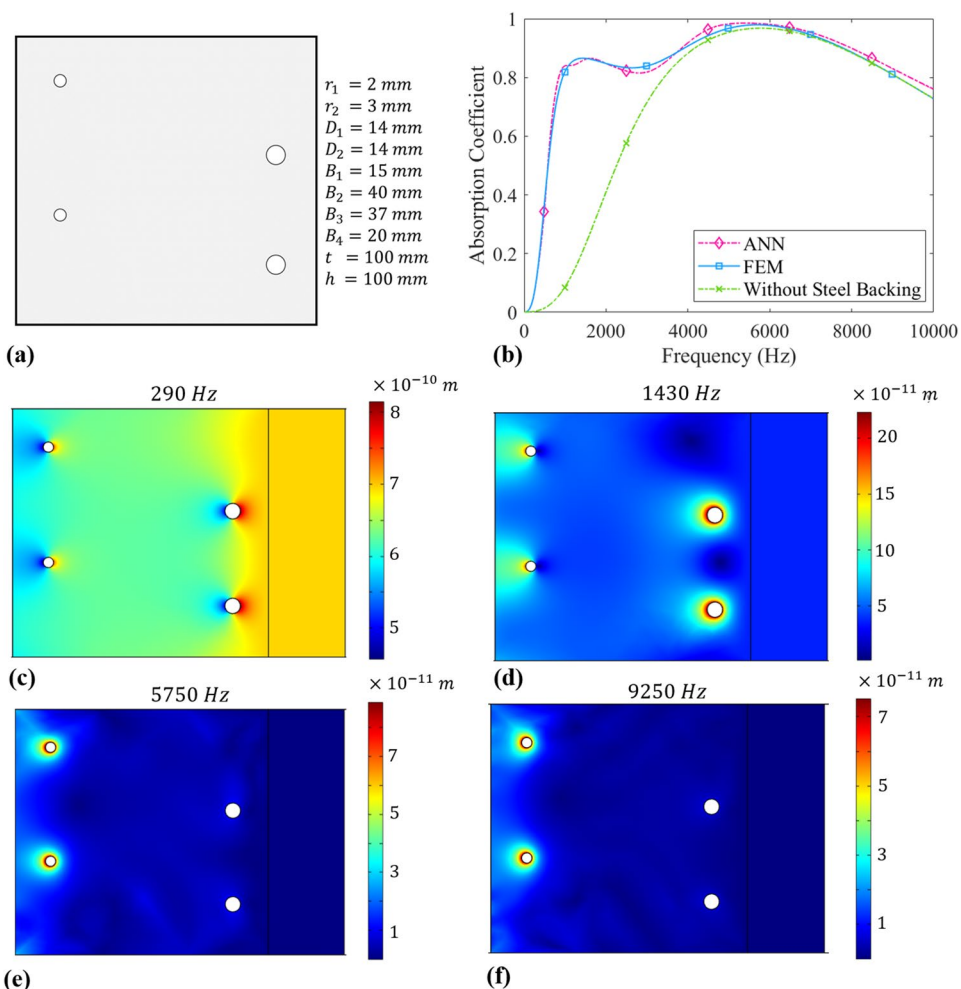 r₁ = 2 mm
r₂ = 3 mm
D₁ = 14 mm
D₂ = 14 mm
B₁ = 15 mm
B₂ = 40 mm
B₃ = 37 mm
B₄ = 20 mm
t = 100 mm
h = 100 mm
(a)
1
0.8
0.6
0.4
0.2
0
Absorption Coefficient
ANN
FEM
Without Steel Backing
2000
4000
6000
8000
10000
Frequency (Hz)
(b)
290 Hz
× 10⁻¹⁰ m
8
7
6
5
(c)
1430 Hz
× 10⁻¹¹ m
20
15
10
5
(d)
5750 Hz
× 10⁻¹¹ m
7
5
3
1
(e)
9250 Hz
× 10⁻¹¹ m
7
5
3
1
(f)